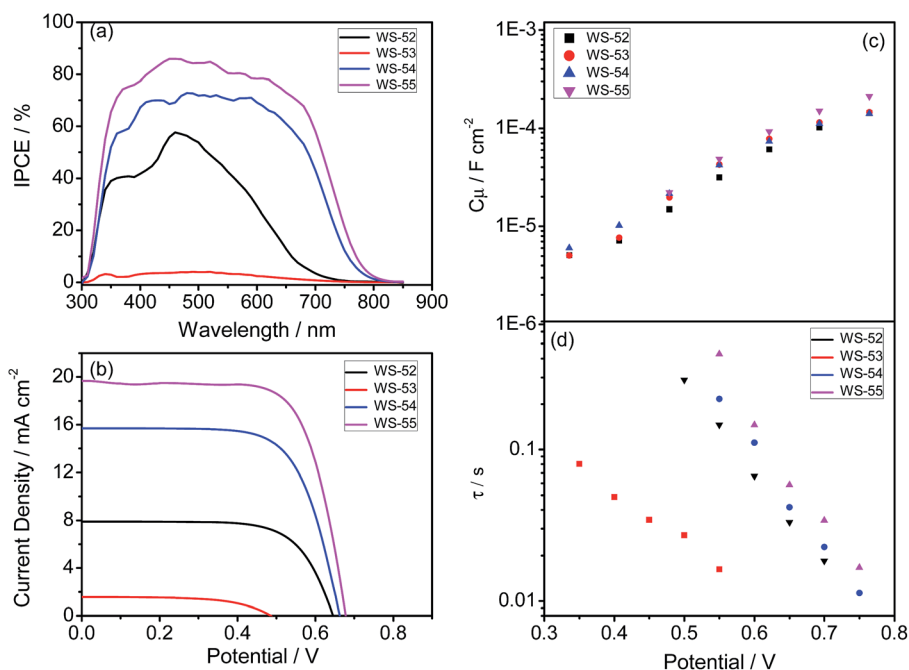 (a)
WS-52
WS-53
WS-54
WS-55
IPCE / %
100
80
60
40
20
0
300 400 500 600 700 800 900
Wavelength / nm
(b)
WS-52
WS-53
WS-54
WS-55
Current Density / mA cm⁻²
20
16
12
8
4
0
0.0 0.2 0.4 0.6 0.8
Potential / V
(c)
WS-52
WS-53
WS-54
WS-55
Cμ / F cm⁻²
1E-3
1E-4
1E-5
1E-6
(d)
WS-52
WS-53
WS-54
WS-55
τ / s
0.1
0.01
0.3 0.4 0.5 0.6 0.7 0.8
Potential / V